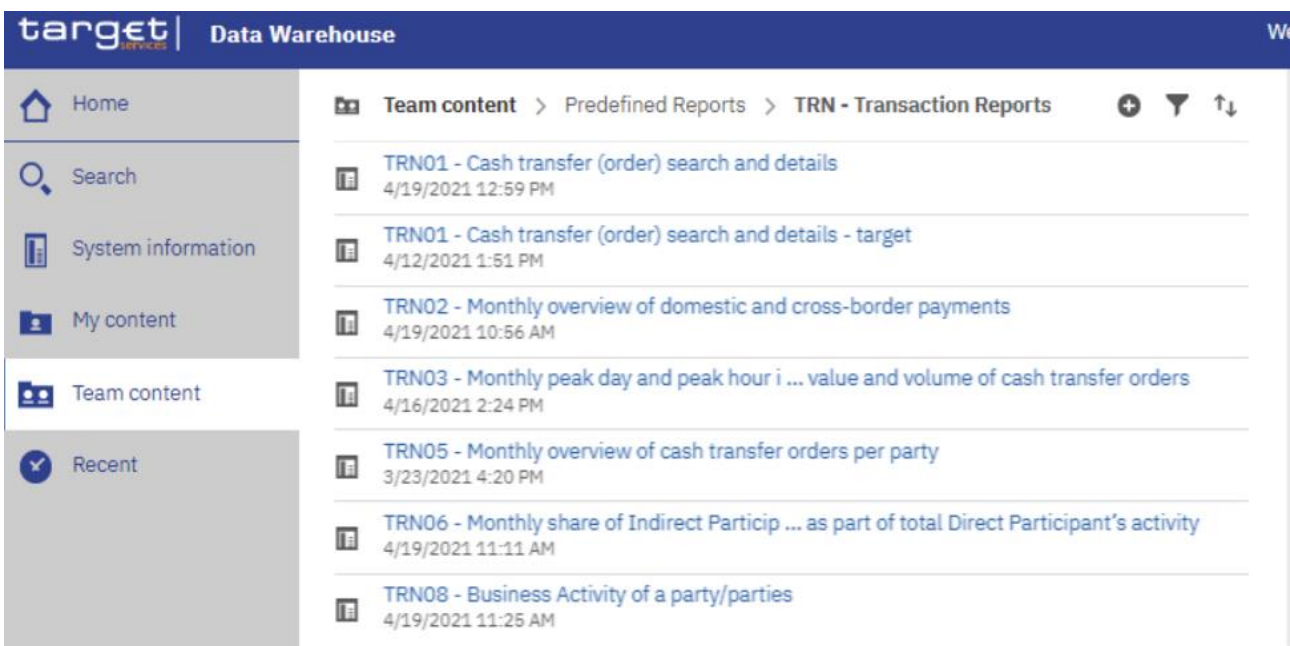 target services | Data Warehouse We
Home
Team content > Predefined Reports > TRN - Transaction Reports
TRN01 - Cash transfer (order) search and details
4/19/2021 12:59 PM
Search
TRN01 - Cash transfer (order) search and details - target
4/12/2021 1:51 PM
System information
TRN02 - Monthly overview of domestic and cross-border payments
4/19/2021 10:56 AM
My content
TRN03 - Monthly peak day and peak hour i ... value and volume of cash transfer orders
4/16/2021 2:24 PM
Team content
TRN05 - Monthly overview of cash transfer orders per party
3/23/2021 4:20 PM
Recent
TRN06 - Monthly share of Indirect Particip ... as part of total Direct Participant's activity
4/19/2021 11:11 AM
TRN08 - Business Activity of a party/parties
4/19/2021 11:25 AM